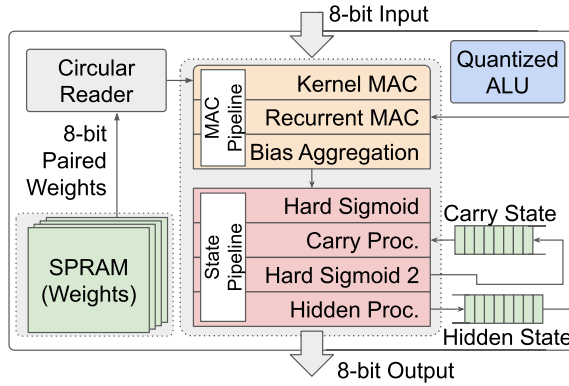 8-bit Input
Circular
Reader
Quantized
ALU
MAC
Pipeline
Kernel MAC
Recurrent MAC
Bias Aggregation
8-bit
Paired
Weights
SPRAM
(Weights)
State
Pipeline
Hard Sigmoid
Carry Proc.
Hard Sigmoid 2
Hidden Proc.
Carry State
Hidden State
8-bit Output